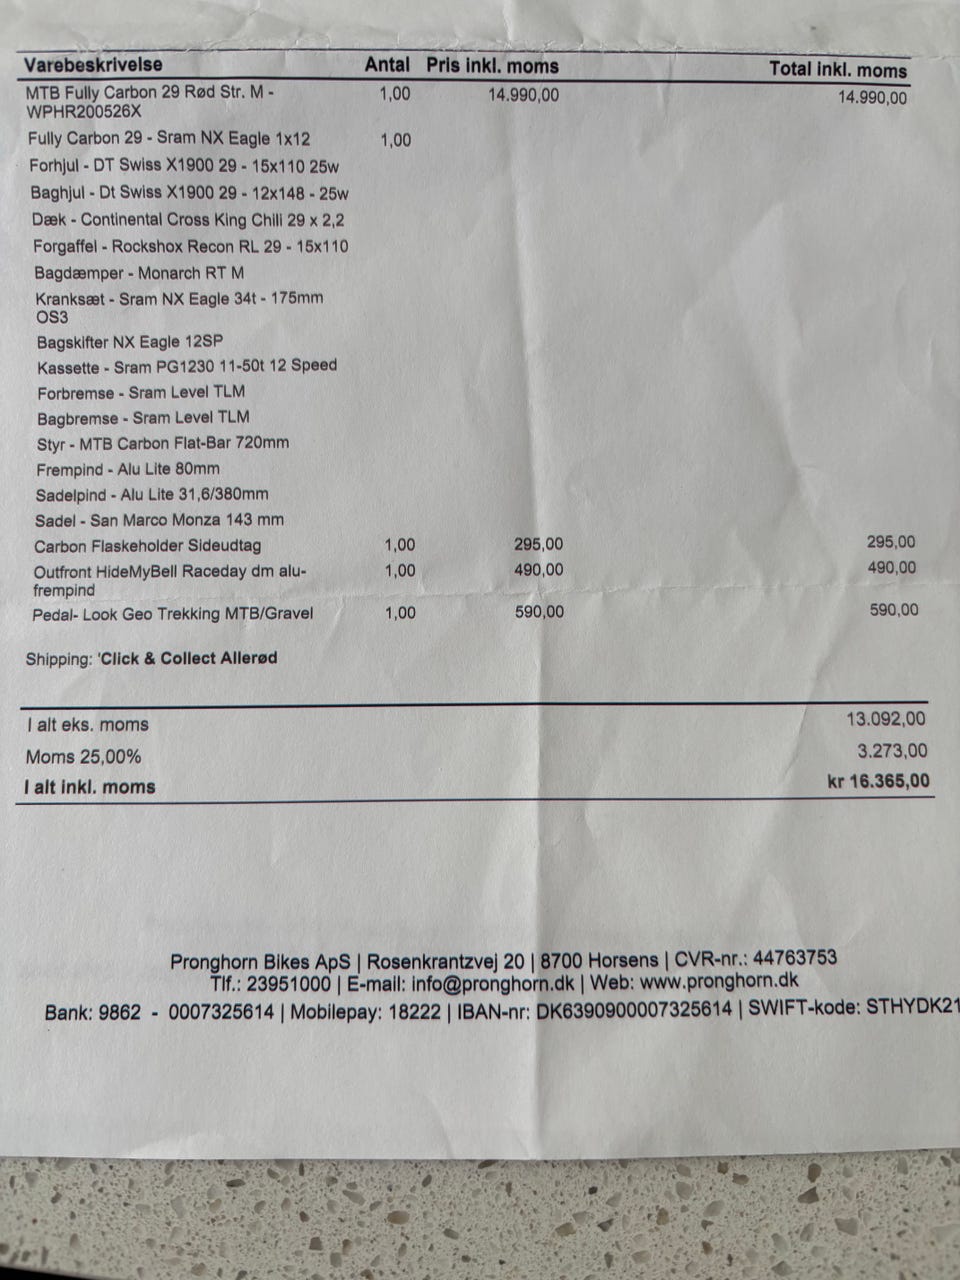 Varebeskrivelse Antal Pris inkl. moms Total inkl. moms
MTB Fully Carbon 29 Rød Str. M - 1,00 14.990,00 14.990,00
WPHR200526X
Fully Carbon 29 - Sram NX Eagle 1x12 1,00
Forhjul - DT Swiss X1900 29 - 15x110 25w
Baghjul - Dt Swiss X1900 29 - 12x148 - 25w
Dæk - Continental Cross King Chili 29 x 2,2
Forgaffel - Rockshox Recon RL 29 - 15x110
Bagdæmper - Monarch RT M
Kranksæt - Sram NX Eagle 34t - 175mm
OS3
Bagskifter NX Eagle 12SP
Kassette - Sram PG1230 11-50t 12 Speed
Forbremse - Sram Level TLM
Bagbremse - Sram Level TLM
Styr - MTB Carbon Flat-Bar 720mm
Frempind - Alu Lite 80mm
Sadelpind - Alu Lite 31,6/380mm
Sadel - San Marco Monza 143 mm
Carbon Flaskeholder Sideudtag 1,00 295,00 295,00
Outfront HideMyBell Raceday dm alu- 1,00 490,00 490,00
frempind
Pedal- Look Geo Trekking MTB/Gravel 1,00 590,00 590,00
Shipping: 'Click & Collect Allerød
I alt eks. moms 13.092,00
Moms 25,00% 3.273,00
I alt inkl. moms kr 16.365,00
Pronghorn Bikes ApS | Rosenkrantzvej 20 | 8700 Horsens | CVR-nr.: 44763753
Tlf.: 23951000 | E-mail: info@pronghorn.dk | Web: www.pronghorn.dk
Bank: 9862 - 0007325614 | Mobilepay: 18222 | IBAN-nr: DK6390900007325614 | SWIFT-kode: STHYDK21